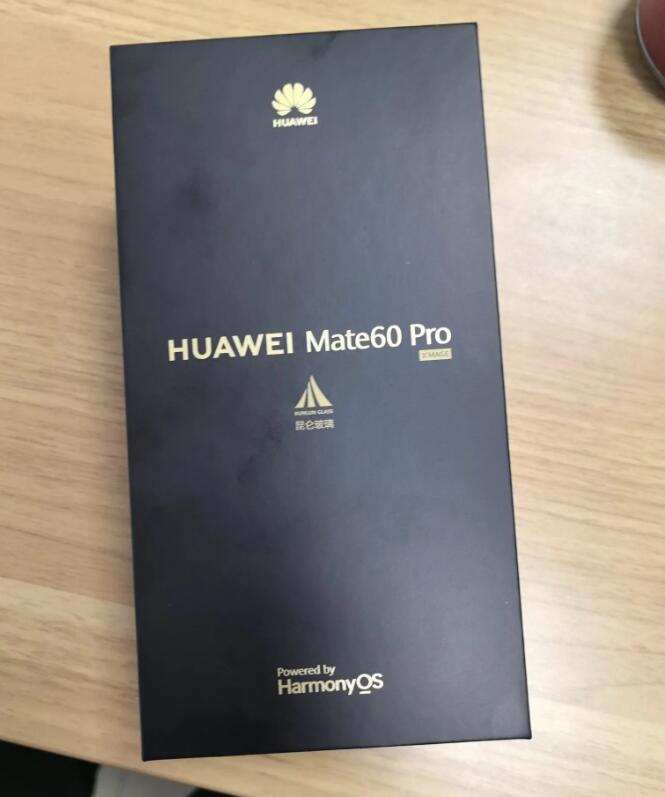 HUAWEI
HUAWEI Mate60 Pro
XMAGE
KUNLUN GLASS
昆仑玻璃
Powered by
HarmonyOS